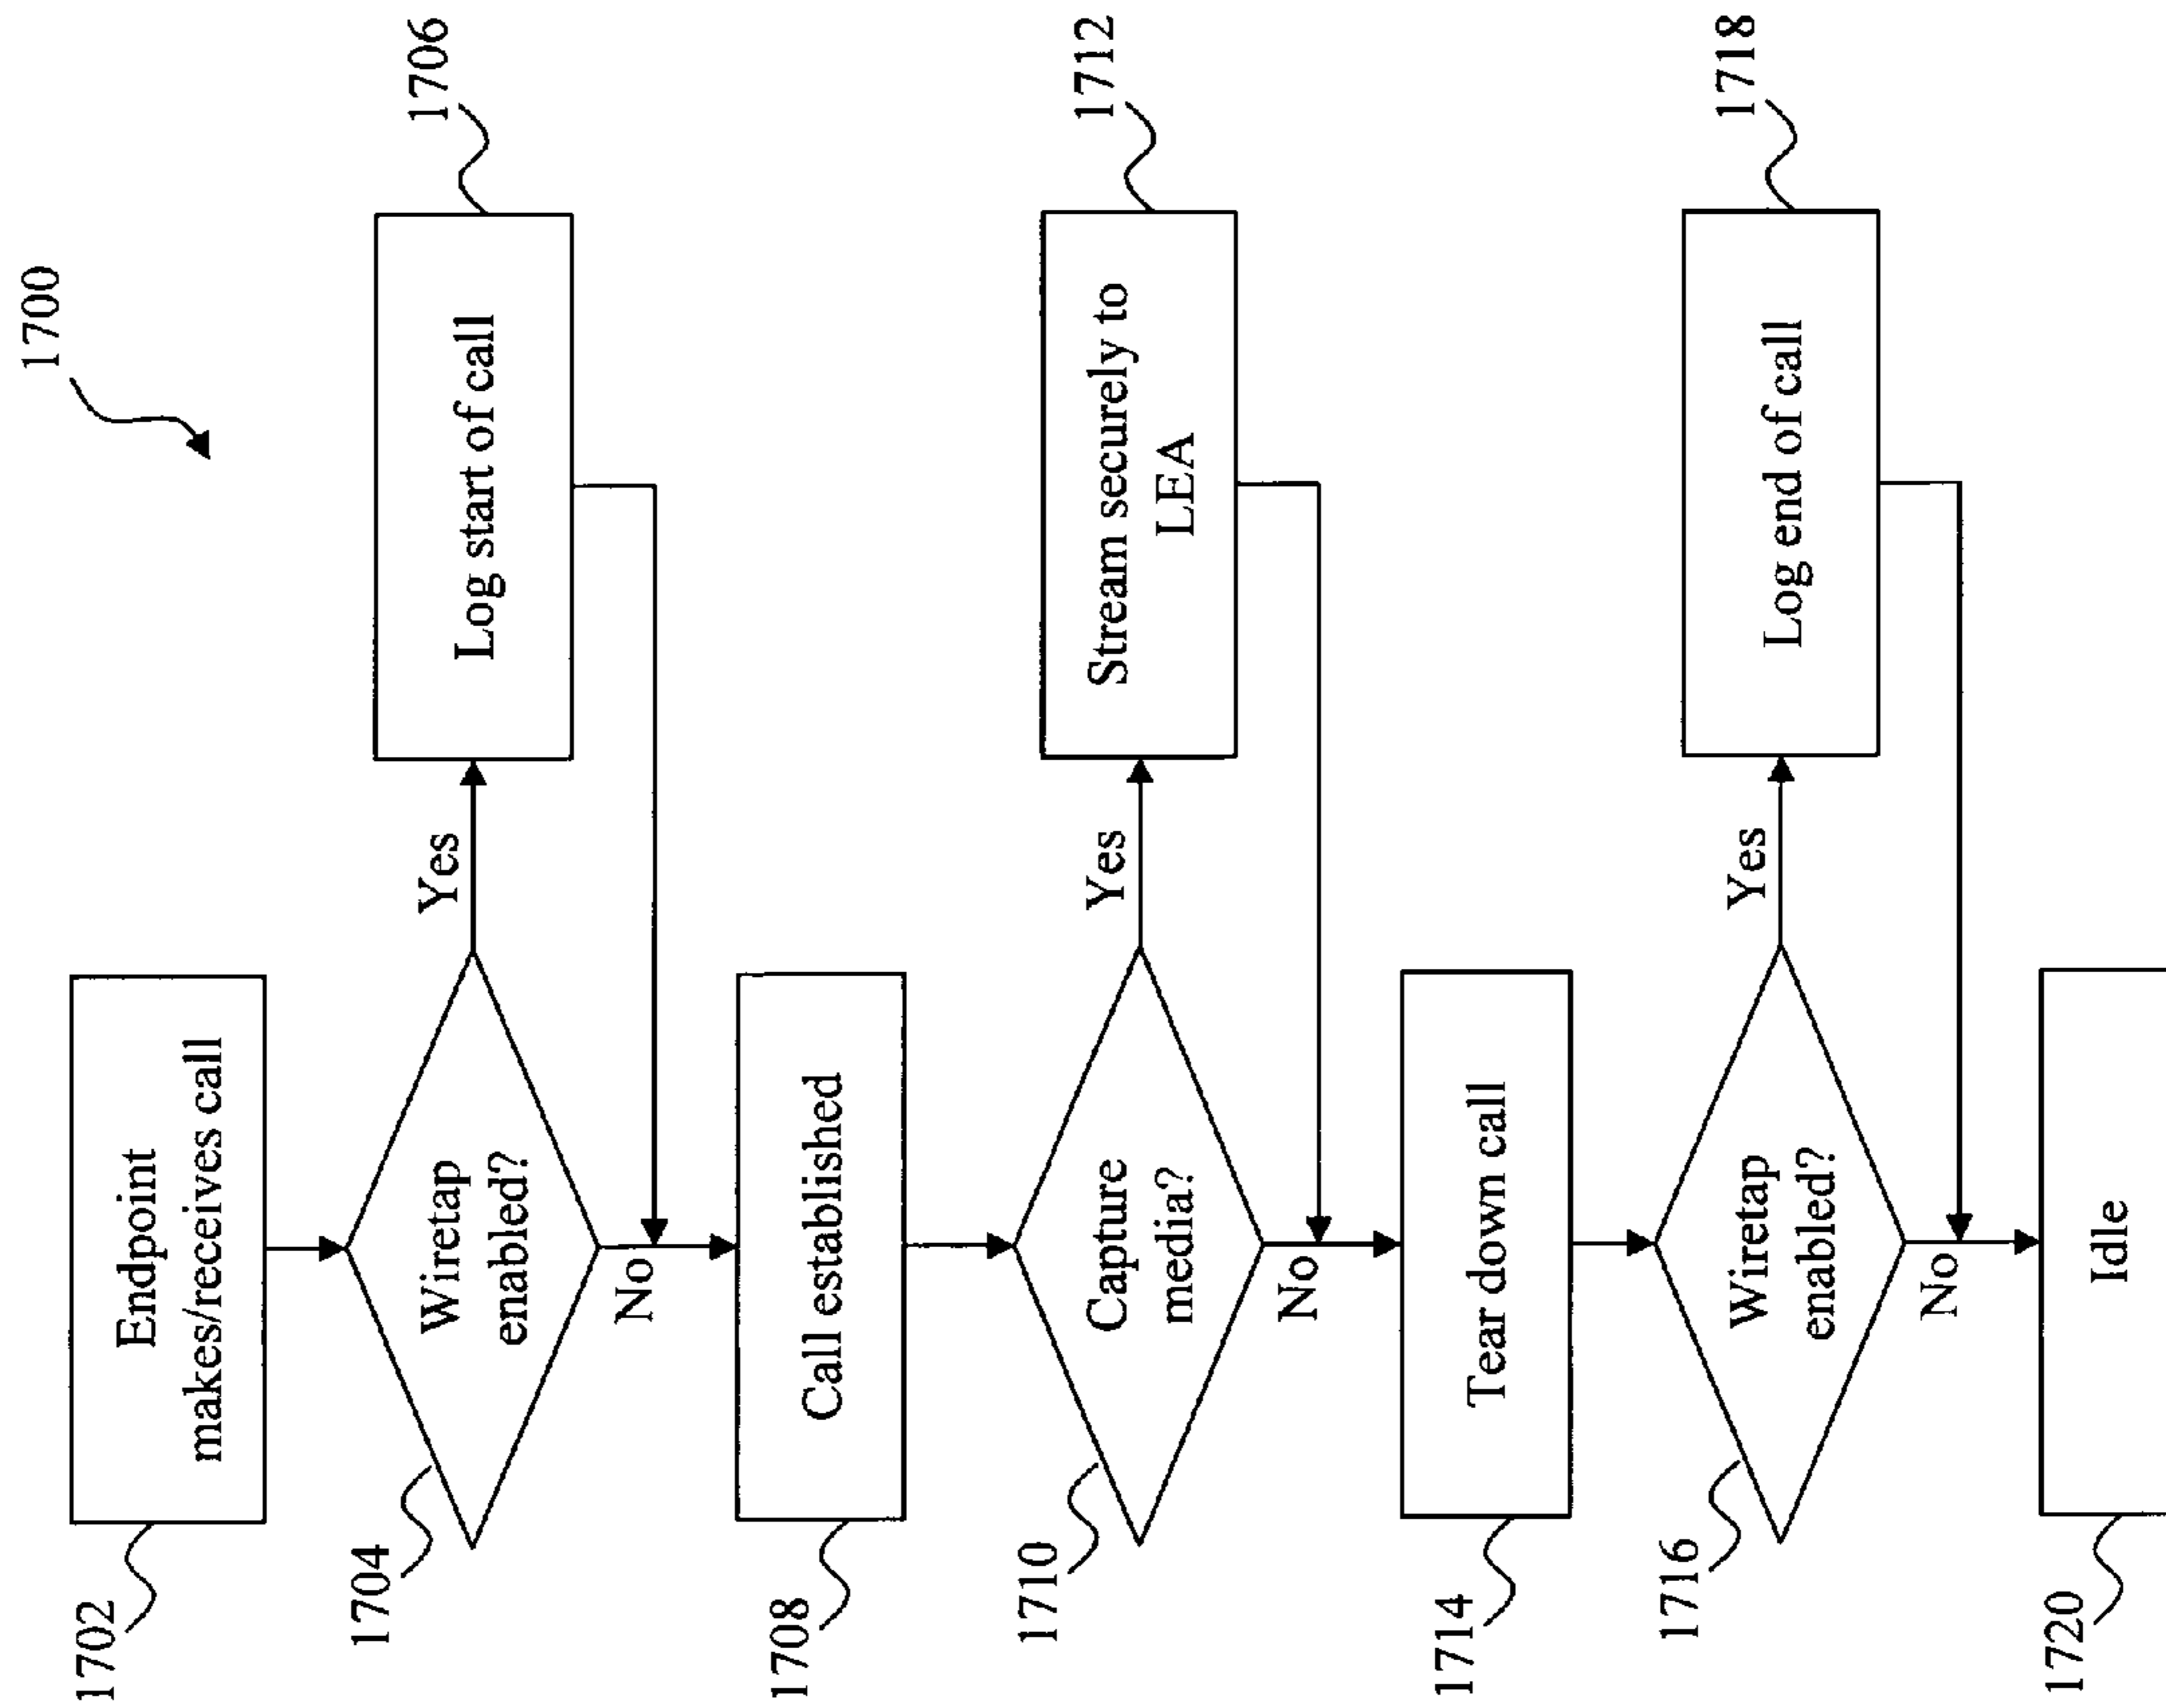 1700
1702
Endpoint
makes/receives call
1704
Wiretap
enabled?
Yes
Log start of call
1706
No
1708
Call established
1710
Capture
media?
Yes
Stream securely to
LEA
1712
No
1714
Tear down call
1716
Wiretap
enabled?
Yes
Log end of call
1718
No
1720
Idle